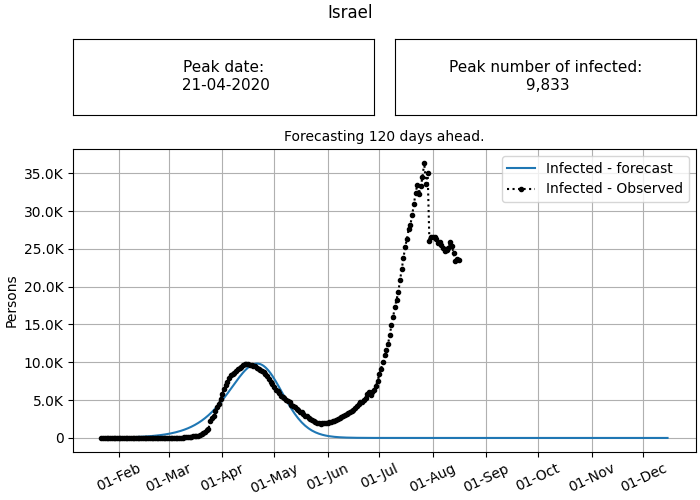 Israel
Peak date:
21-04-2020
Peak number of infected:
9,833
Forecasting 120 days ahead.
Infected - forecast
Infected - Observed
Persons
35.0K
30.0K
25.0K
20.0K
15.0K
10.0K
5.0K
0
01-Feb
01-Mar
01-Apr
01-May
01-Jun
01-Jul
01-Aug
01-Sep
01-Oct
01-Nov
01-Dec